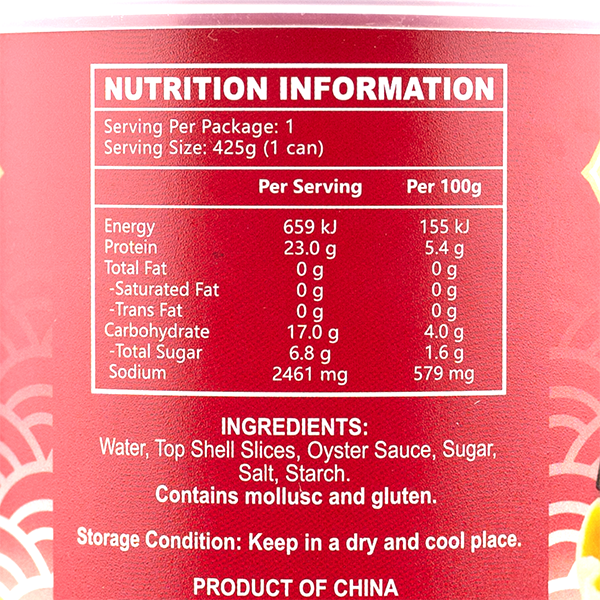 NUTRITION INFORMATION
Serving Per Package: 1
Serving Size: 425g (1 can)
Per Serving Per 100g
Energy 659 kJ 155 kJ
Protein 23.0 g 5.4 g
Total Fat 0 g 0 g
-Saturated Fat 0 g 0 g
-Trans Fat 0 g 0 g
Carbohydrate 17.0 g 4.0 g
-Total Sugar 6.8 g 1.6 g
Sodium 2461 mg 579 mg
INGREDIENTS:
Water, Top Shell Slices, Oyster Sauce, Sugar,
Salt, Starch.
Contains mollusc and gluten.
Storage Condition: Keep in a dry and cool place.
PRODUCT OF CHINA